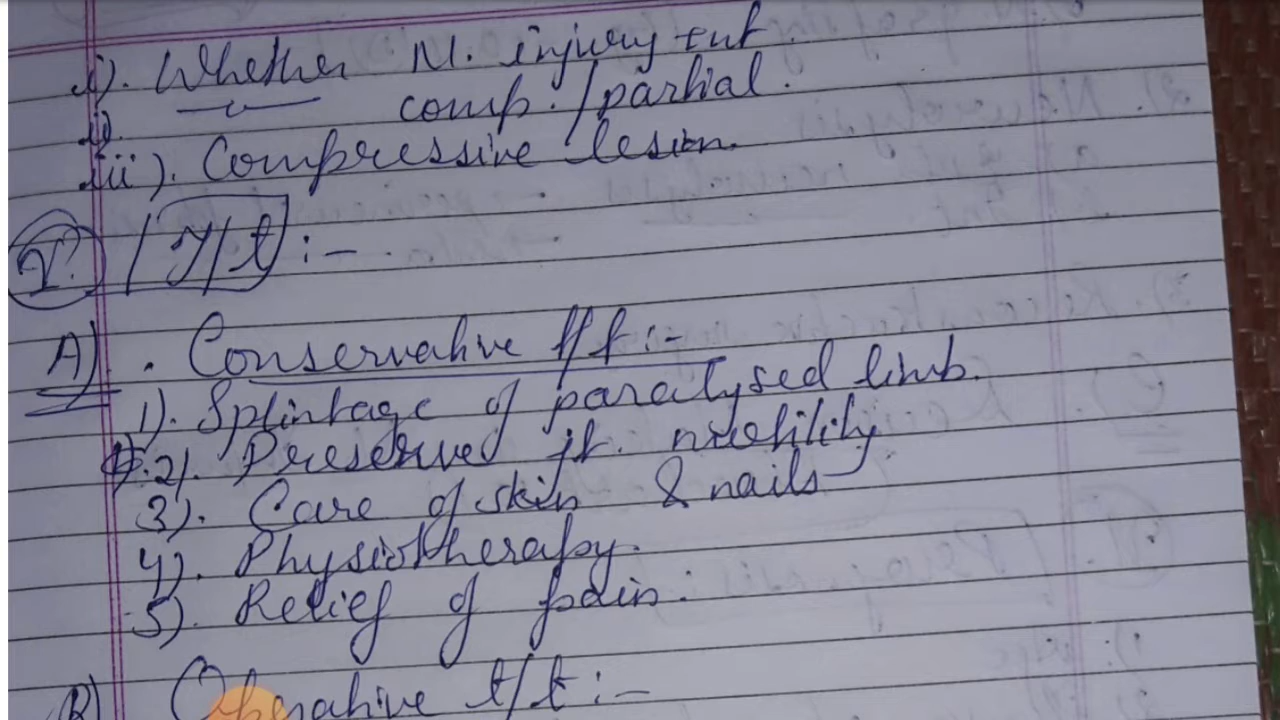 i). Whether N. injury cut
comp. / partial.
ii)
iii). Compressive lesion.
V. T/t :-
A) . Conservative t/t :-
1). Splintage of paralysed limb.
2). Preserve jt. mobility
3). Care of skin & nails
4). Physiotherapy.
5). Relief of pain.
B) Operative t/t :-